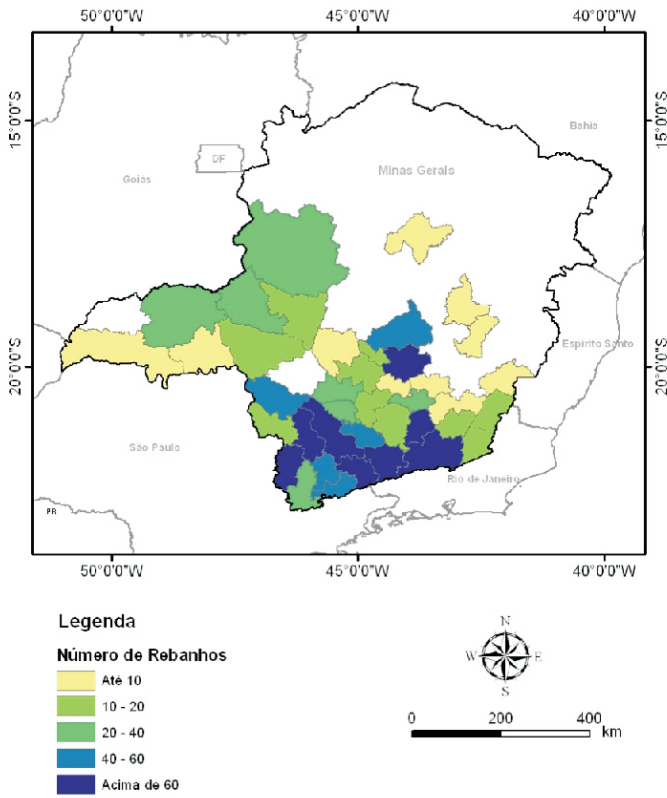 50°0'0"W 45°0'0"W 40°0'0"W
15°0'0"S 15°0'0"S
Bahia
DF
Goiás
Minas Gerais
Espirito Santo
20°0'0"S 20°0'0"S
São Paulo
Rio de Janeiro
PR
50°0'0"W 45°0'0"W 40°0'0"W
Legenda
Número de Rebanhos
Até 10
10 - 20
20 - 40
40 - 60
Acima de 60
N
W E
S
0 200 400
km